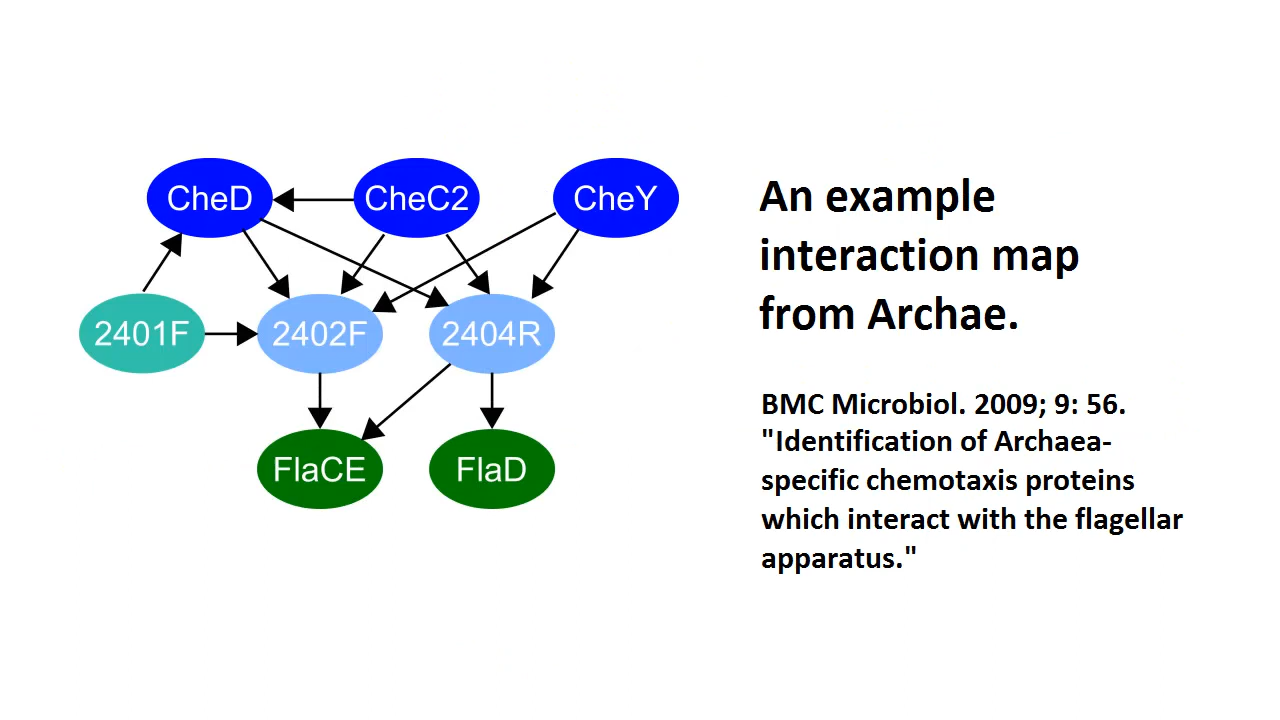 CheD
CheC2
CheY
2401F
2402F
2404R
FlaCE
FlaD
An example
interaction map
from Archae.
BMC Microbiol. 2009; 9: 56.
"Identification of Archaea-
specific chemotaxis proteins
which interact with the flagellar
apparatus."